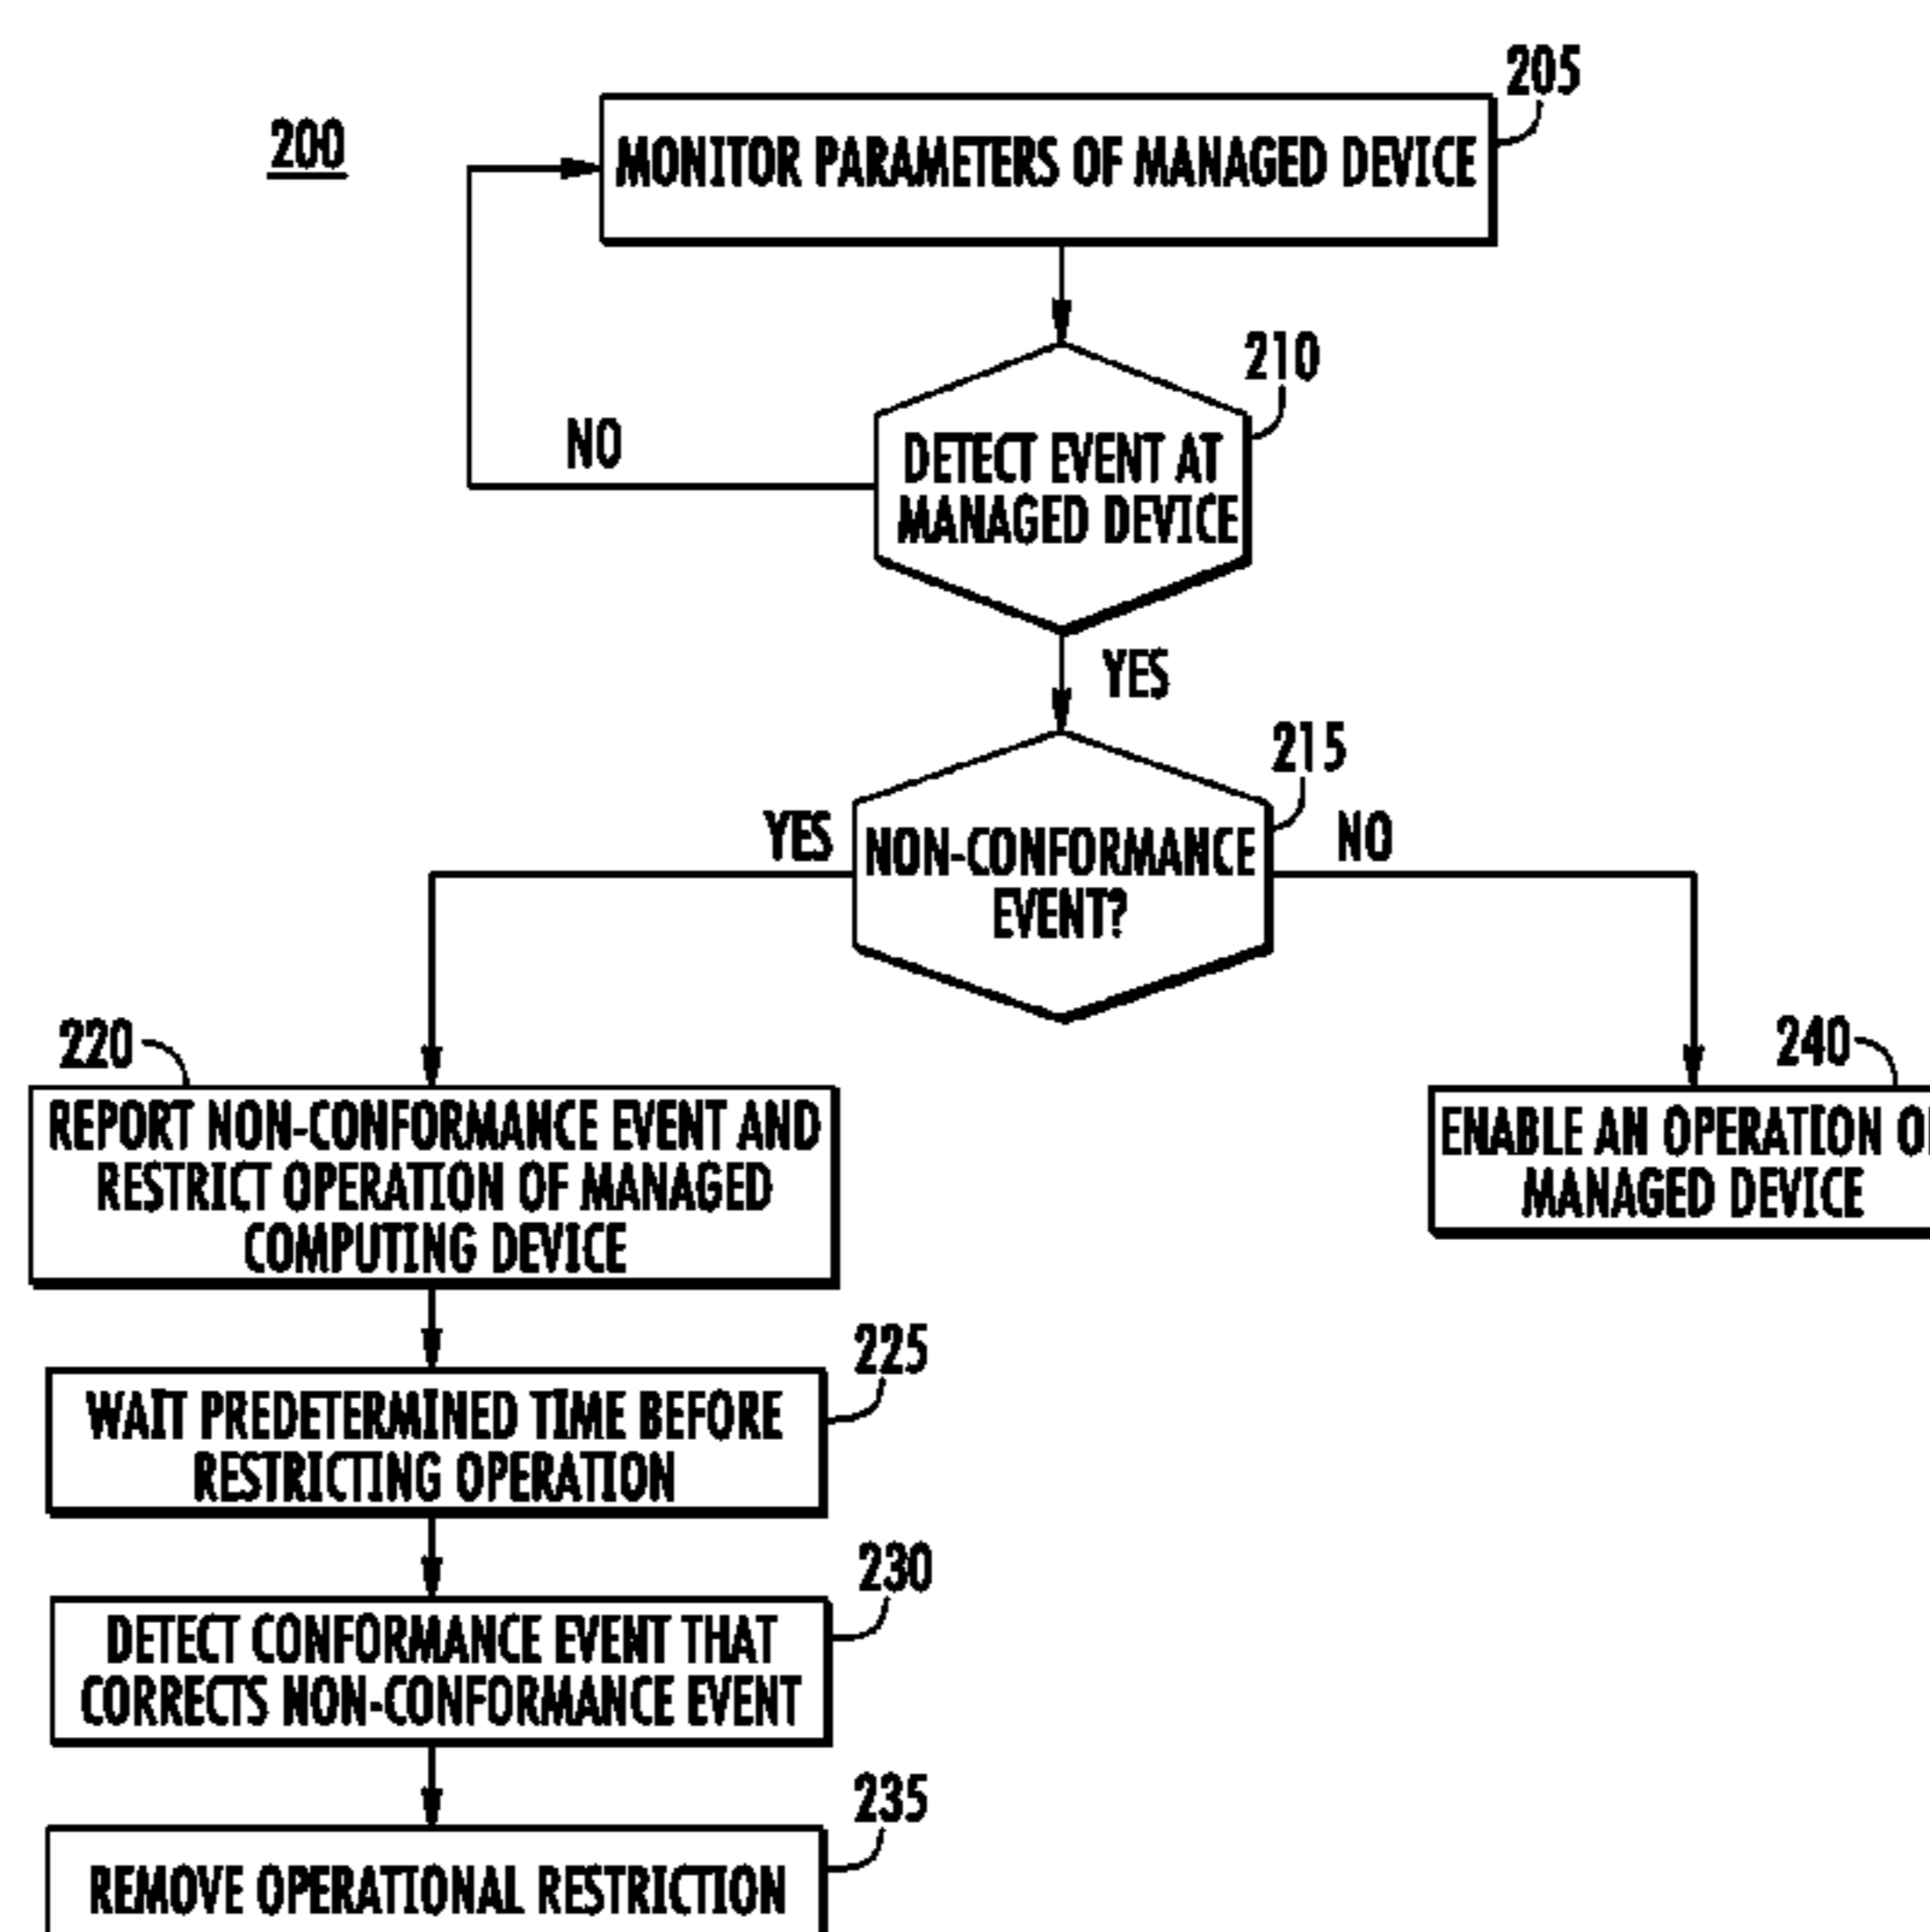 205
200
MONITOR PARAMETERS OF MANAGED DEVICE
210
NO
DETECT EVENT AT
MANAGED DEVICE
YES
215
YES
NON-CONFORMANCE
EVENT?
NO
220
240
REPORT NON-CONFORMANCE EVENT AND
RESTRICT OPERATION OF MANAGED
COMPUTING DEVICE
ENABLE AN OPERATION
MANAGED DEVICE
225
WAIT PREDETERMINED TIME BEFORE
RESTRICTING OPERATION
230
DETECT CONFORMANCE EVENT THAT
CORRECTS NON-CONFORMANCE EVENT
235
REMOVE OPERATIONAL RESTRICTION